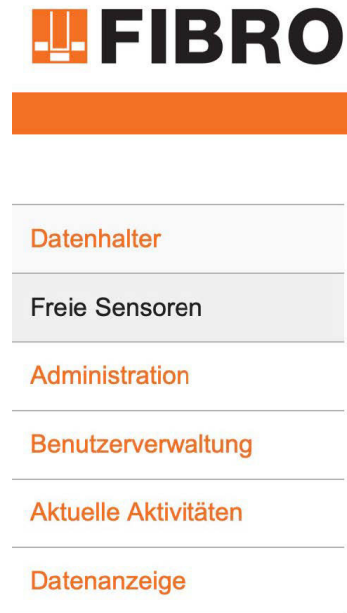 FIBRO
Datenhalter
Freie Sensoren
Administration
Benutzerverwaltung
Aktuelle Aktivitäten
Datenanzeige